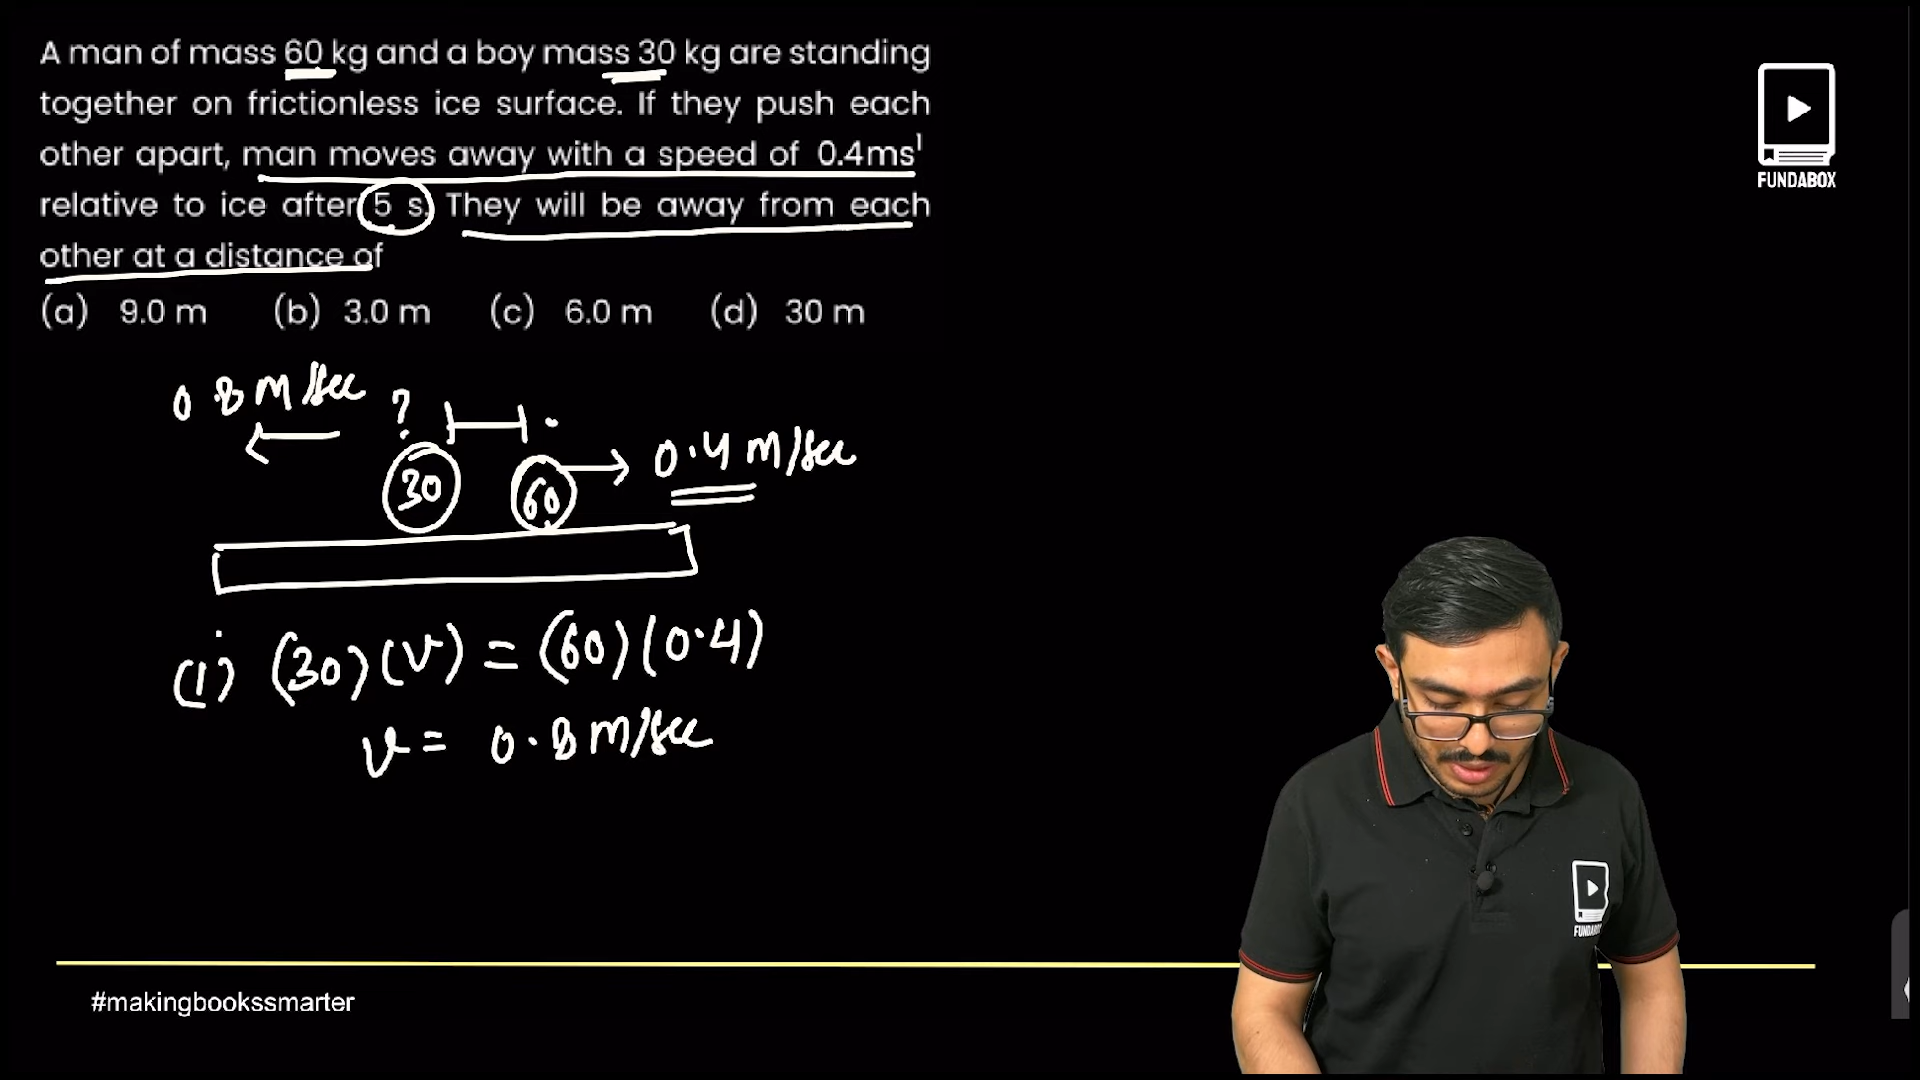 A man of mass 60 kg and a boy mass 30 kg are standing
together on frictionless ice surface. If they push each
other apart, man moves away with a speed of 0.4ms¹
relative to ice after 5 s. They will be away from each
other at a distance of
(a) 9.0 m (b) 3.0 m (c) 6.0 m (d) 30 m
FUNDABOX
0.8 m/sec
?
30
60
0.4 m/sec
(1) (30)(v) = (60)(0.4)
v = 0.8 m/sec
#makingbookssmarter